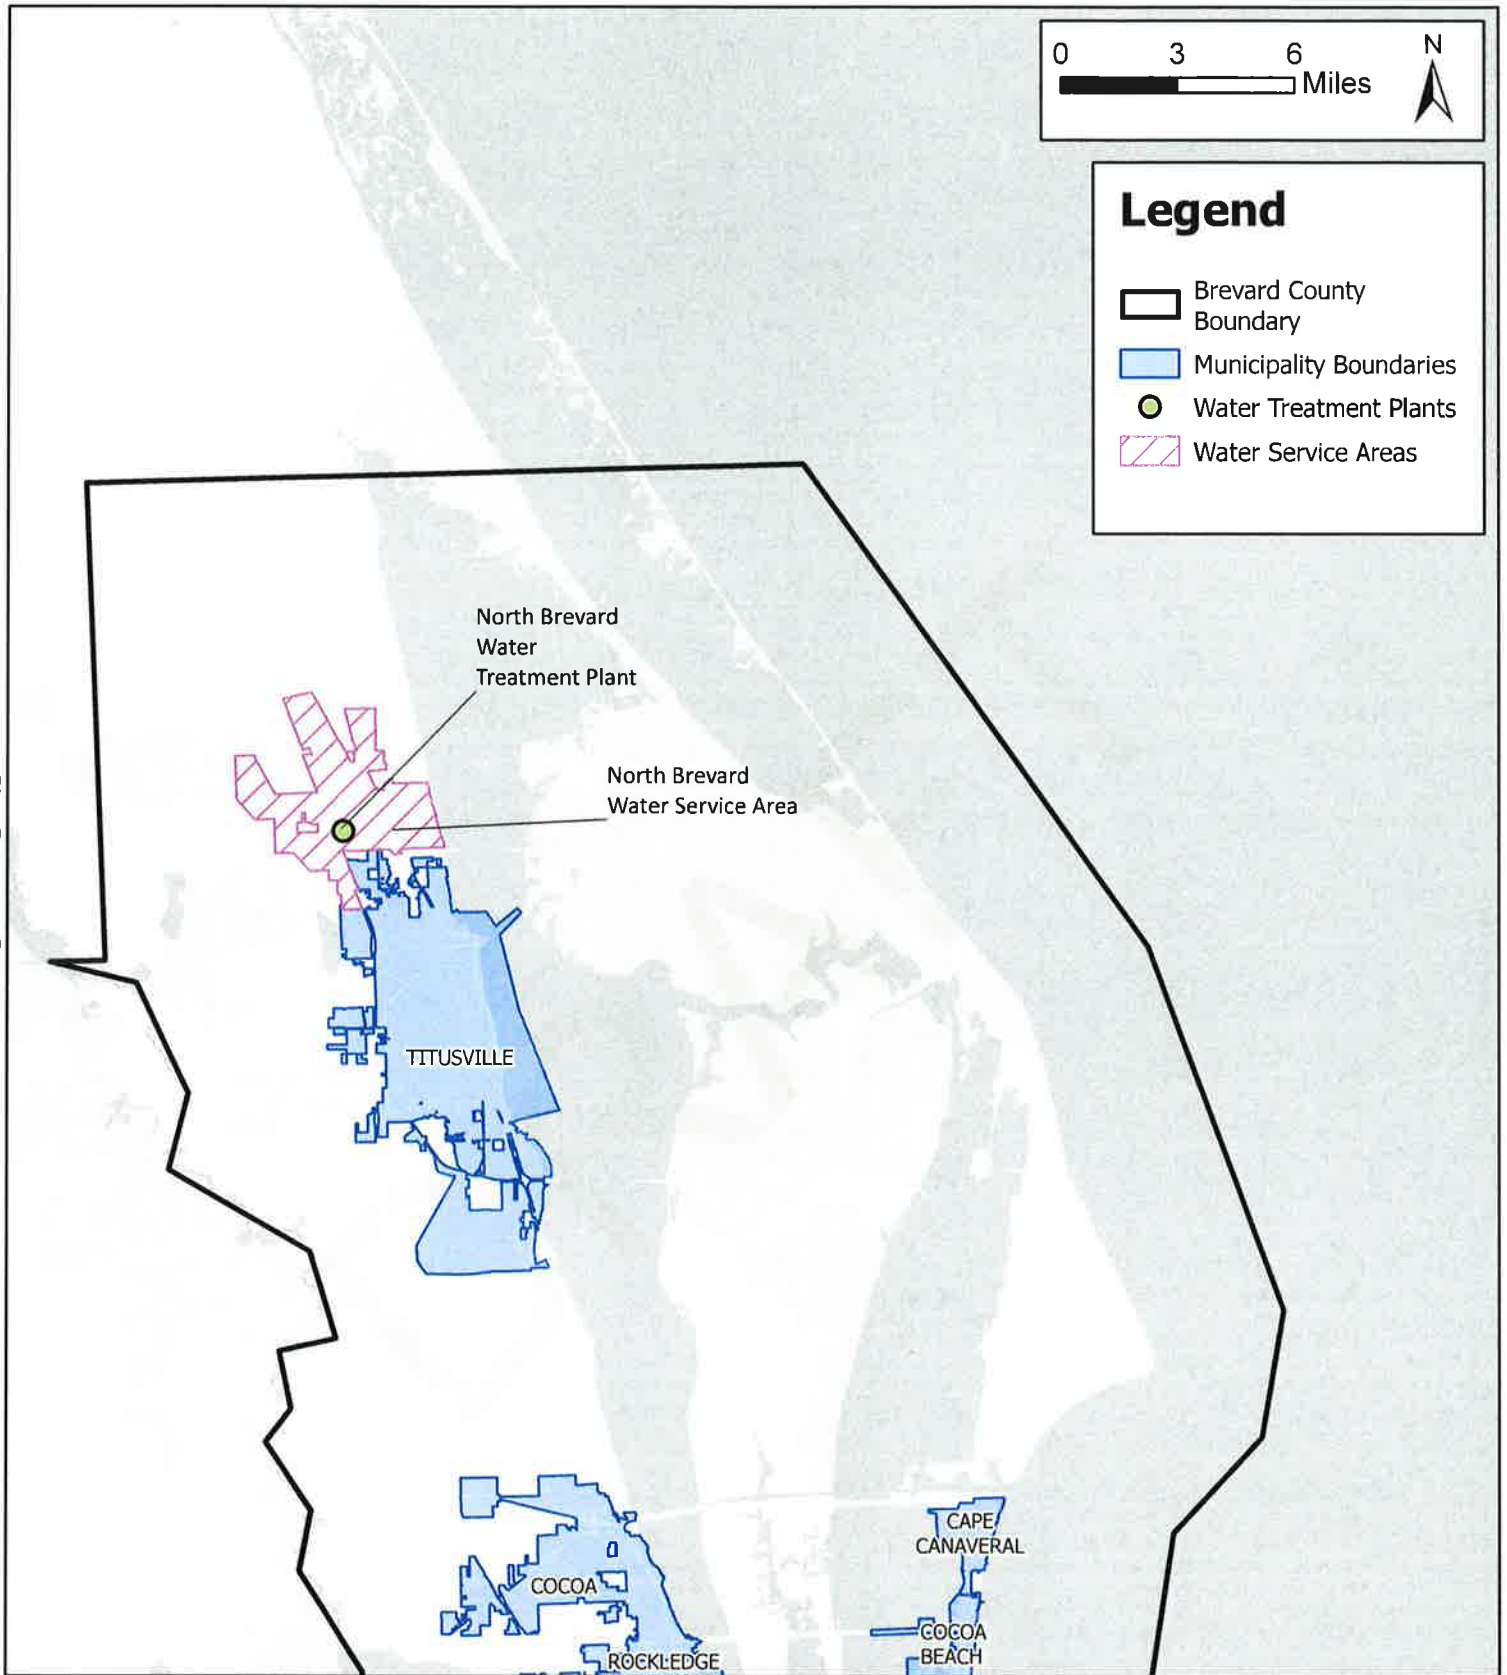 0 3 6
Miles
N
Legend
Brevard County
Boundary
Municipality Boundaries
Water Treatment Plants
Water Service Areas
North Brevard
Water
Treatment Plant
North Brevard
Water Service Area
TITUSVILLE
CAPE
CANAVERAL
COCOA
COCOA
BEACH
ROCKLEDGE